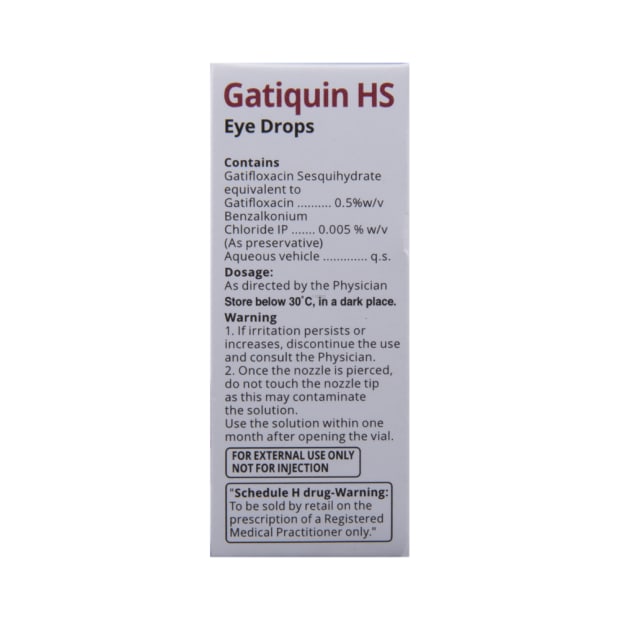 Gatiquin HS
Eye Drops
Contains
Gatifloxacin Sesquihydrate
equivalent to
Gatifloxacin .......... 0.5%w/v
Benzalkonium
Chloride IP ....... 0.005 % w/v
(As preservative)
Aqueous vehicle ............. q.s.
Dosage:
As directed by the Physician
Store below 30°C, in a dark place.
Warning
1. If irritation persists or
increases, discontinue the use
and consult the Physician.
2. Once the nozzle is pierced,
do not touch the nozzle tip
as this may contaminate
the solution.
Use the solution within one
month after opening the vial.
FOR EXTERNAL USE ONLY
NOT FOR INJECTION
"Schedule H drug-Warning:
To be sold by retail on the
prescription of a Registered
Medical Practitioner only."